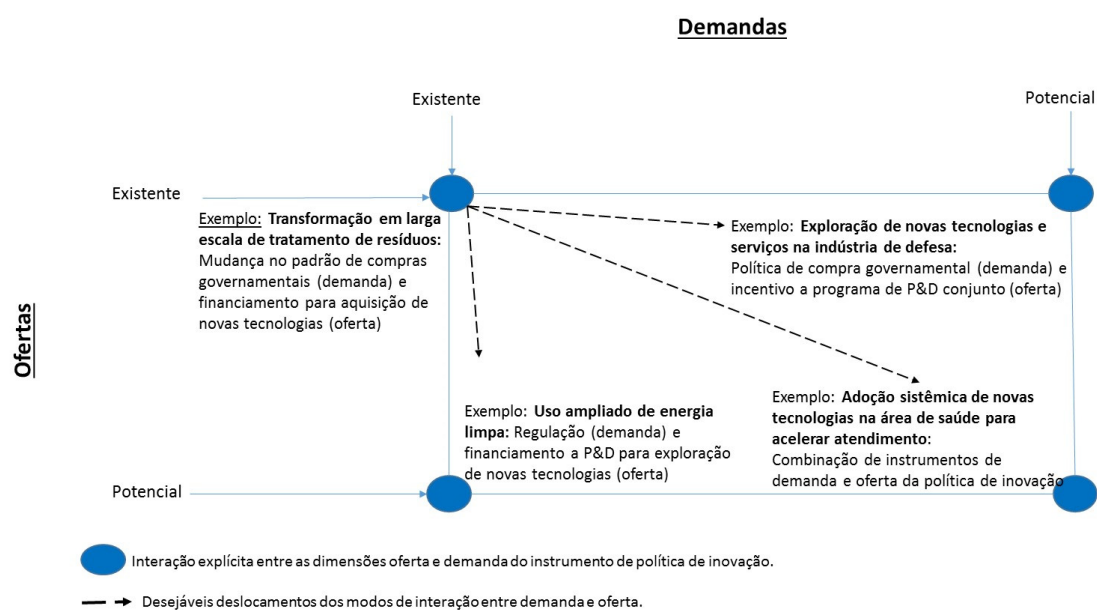 Demandas
Existente
Potencial
Existente
Exemplo: Transformação em larga
escala de tratamento de resíduos:
Mudança no padrão de compras
governamentais (demanda) e
financiamento para aquisição de
novas tecnologias (oferta)
Exemplo: Exploração de novas tecnologias e
serviços na indústria de defesa:
Política de compra governamental (demanda) e
incentivo a programa de P&D conjunto (oferta)
Ofertas
Exemplo: Uso ampliado de energia
limpa: Regulação (demanda) e
financiamento a P&D para exploração
de novas tecnologias (oferta)
Exemplo: Adoção sistêmica de novas
tecnologias na área de saúde para
acelerar atendimento:
Combinação de instrumentos de
demanda e oferta da política de inovação
Potencial
Interação explícita entre as dimensões oferta e demanda do instrumento de política de inovação.
Desejáveis deslocamentos dos modos de interação entre demanda e oferta.